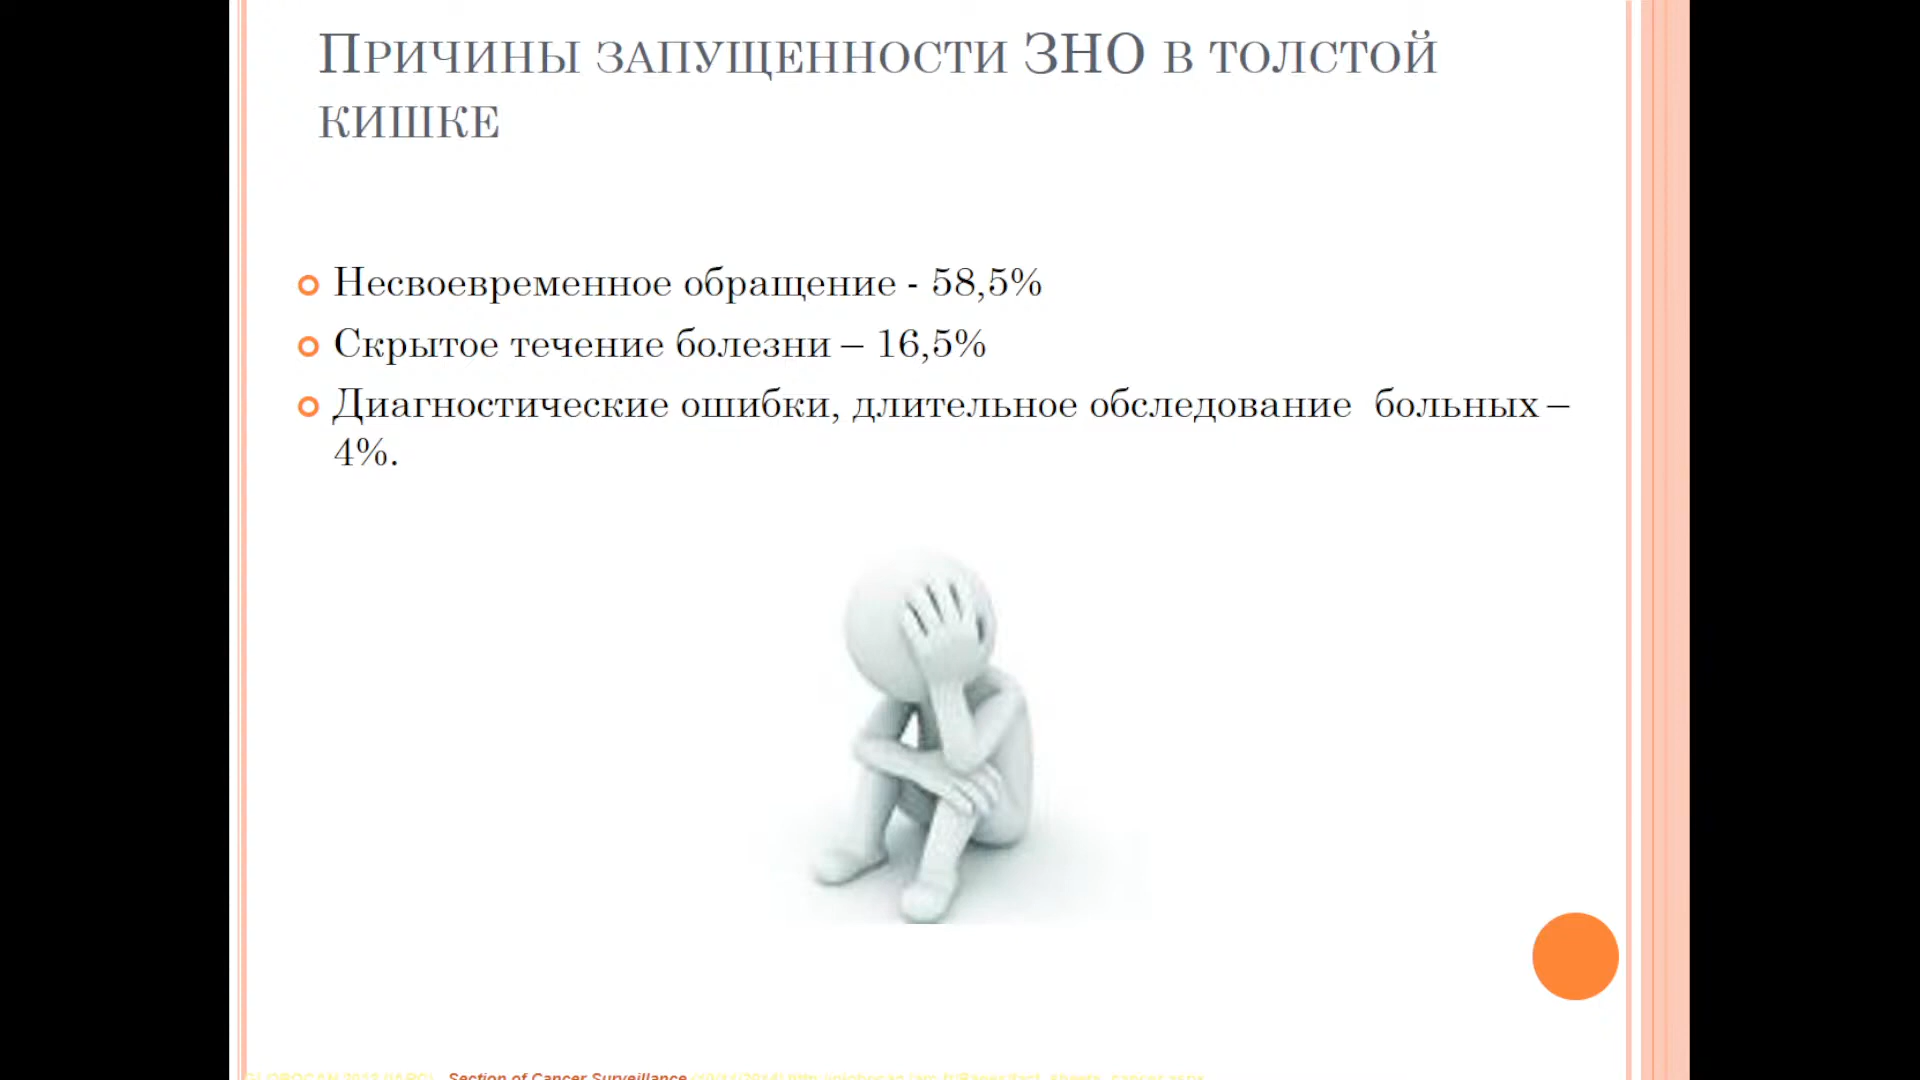 Причины запущенности ЗНО в толстой
кишке
Несвоевременное обращение - 58,5%
Скрытое течение болезни – 16,5%
Диагностические ошибки, длительное обследование больных –
4%.
Section of Cancer Surveillance